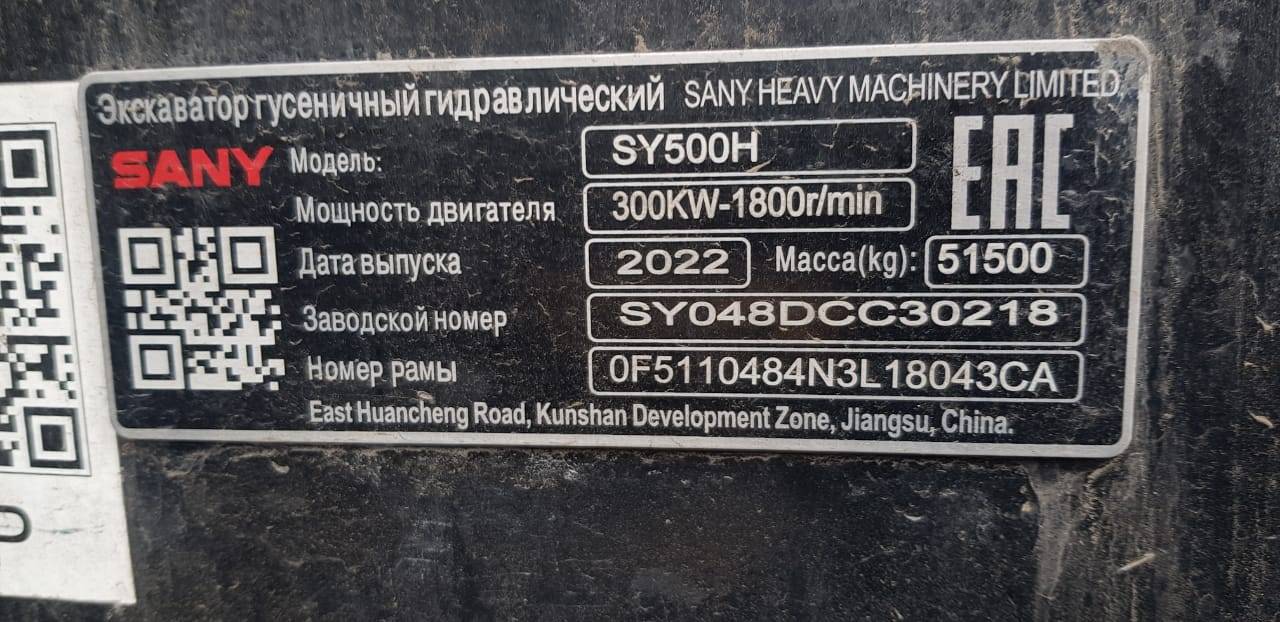 Экскаватор гусеничный гидравлический SANY HEAVY MACHINERY LIMITED
SANY Модель: SY500H EAC
Мощность двигателя 300KW-1800r/min
Дата выпуска 2022 Масса(kg): 51500
Заводской номер SY048DCC30218
Номер рамы 0F5110484N3L18043CA
East Huancheng Road, Kunshan Development Zone, Jiangsu, China.